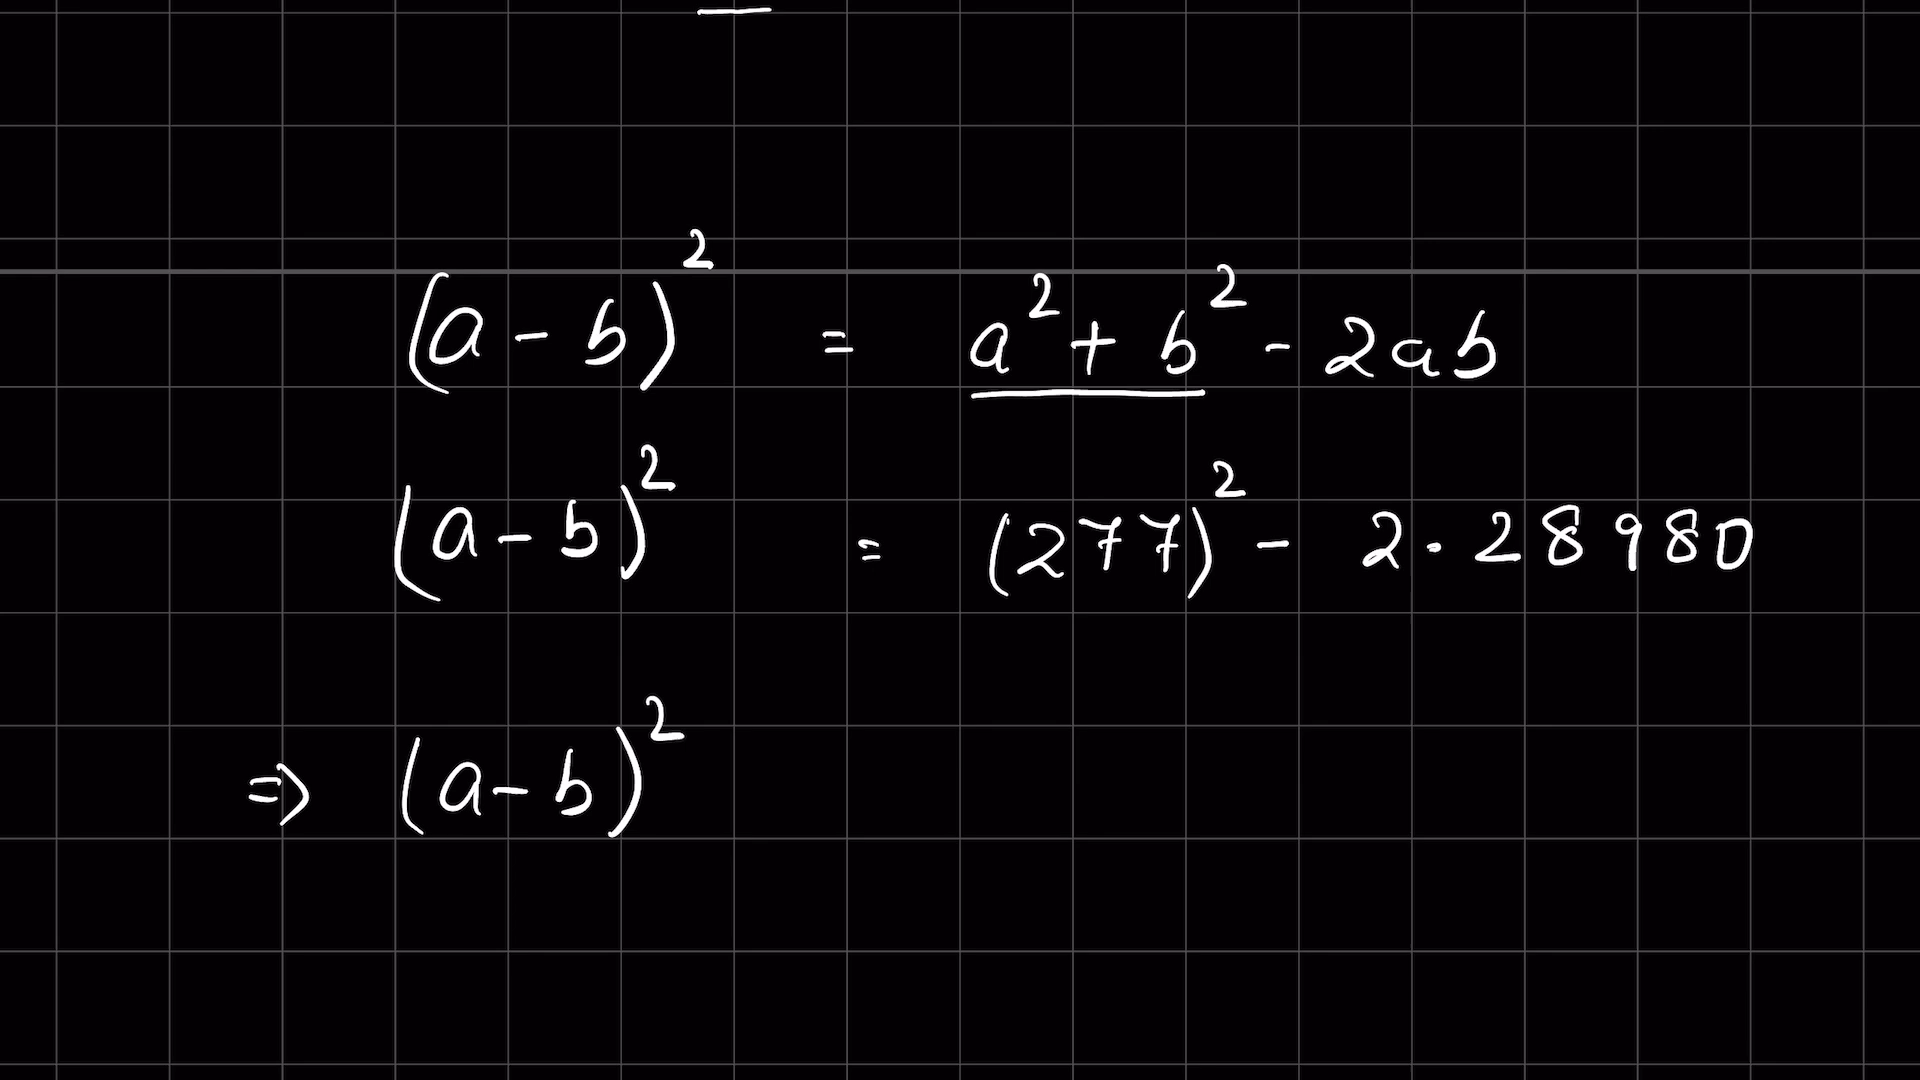 (a - b)² = a² + b² - 2ab
(a - b)² = (277)² - 2 . 28980
⇒ (a - b)²